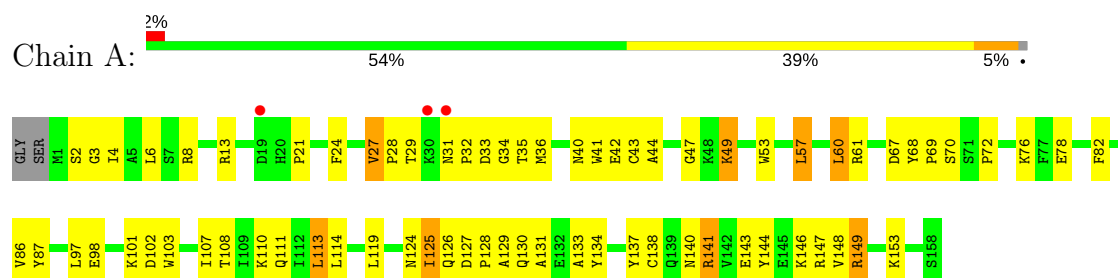 2%
Chain A:
54% 39% 5% •
GLY SER M1 S2 G3 I4 A5 L6 S7 R8 R13 D19 H20 P21 F24 V27 P28 T29 K30 N31 P32 D33 G34 T35 M36 N40 W41 E42 C43 A44 G47 K48 K49 W53 L57 L60 R61 D67 Y68 P69 S70 S71 P72 K76 F77 E78 F82
V86 Y87 L97 E98 K101 D102 W103 I107 T108 I109 K110 Q111 I112 L113 L114 L119 N124 I125 Q126 D127 P128 A129 Q130 A131 E132 A133 Y134 Y137 C138 Q139 N140 R141 V142 E143 Y144 E145 K146 R147 V148 R149 K153 S158